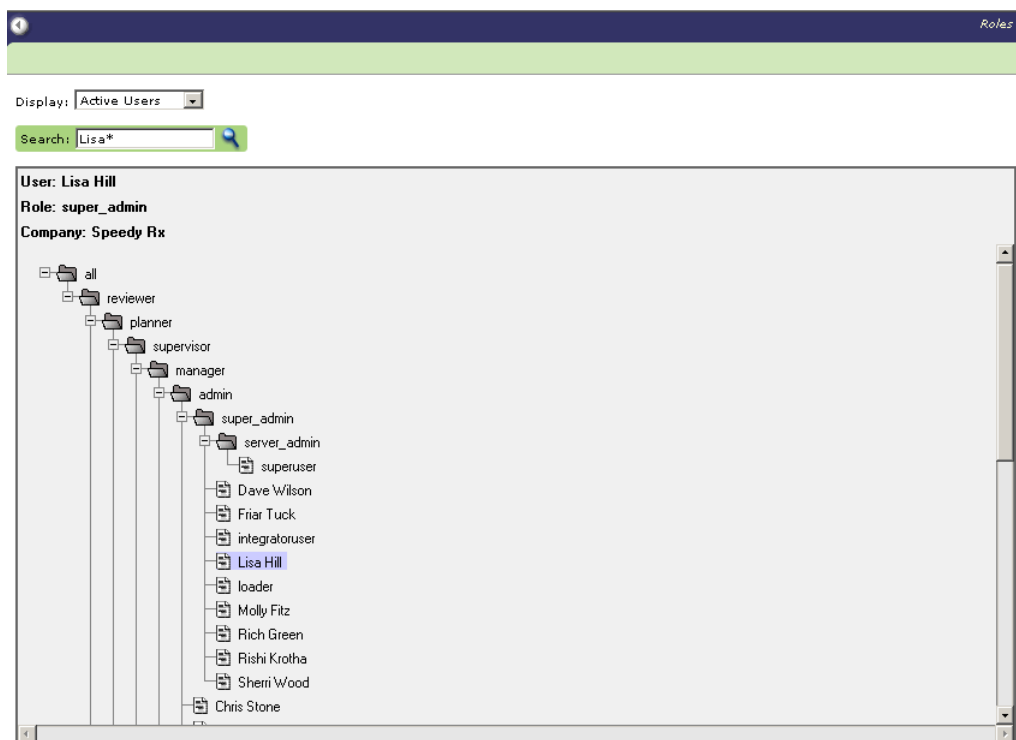 Roles
Display: Active Users
Search: Lisa*
User: Lisa Hill
Role: super_admin
Company: Speedy Rx
all
reviewer
planner
supervisor
manager
admin
super_admin
server_admin
superuser
Dave Wilson
Friar Tuck
integratoruser
Lisa Hill
loader
Molly Fitz
Rich Green
Rishi Krotha
Sherri Wood
Chris Stone